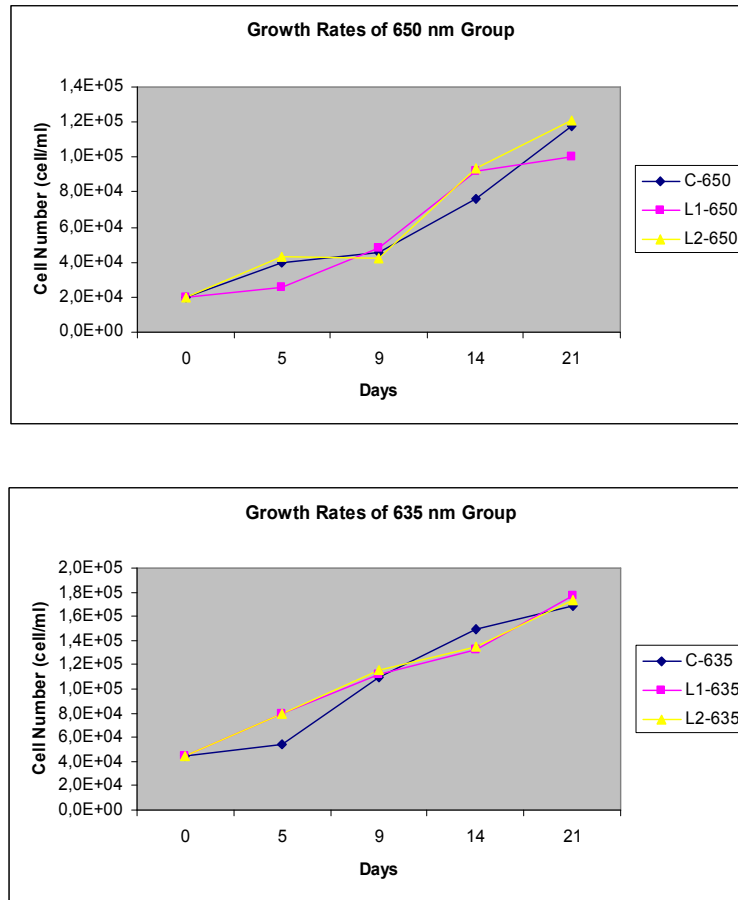 Growth Rates of 650 nm Group
1,4E+05
1,2E+05
1,0E+05
8,0E+04
6,0E+04
4,0E+04
2,0E+04
0,0E+00
Cell Number (cell/ml)
0 5 9 14 21
Days
C-650
L1-650
L2-650
Growth Rates of 635 nm Group
2,0E+05
1,8E+05
1,6E+05
1,4E+05
1,2E+05
1,0E+05
8,0E+04
6,0E+04
4,0E+04
2,0E+04
0,0E+00
Cell Number (cell/ml)
0 5 9 14 21
Days
C-635
L1-635
L2-635